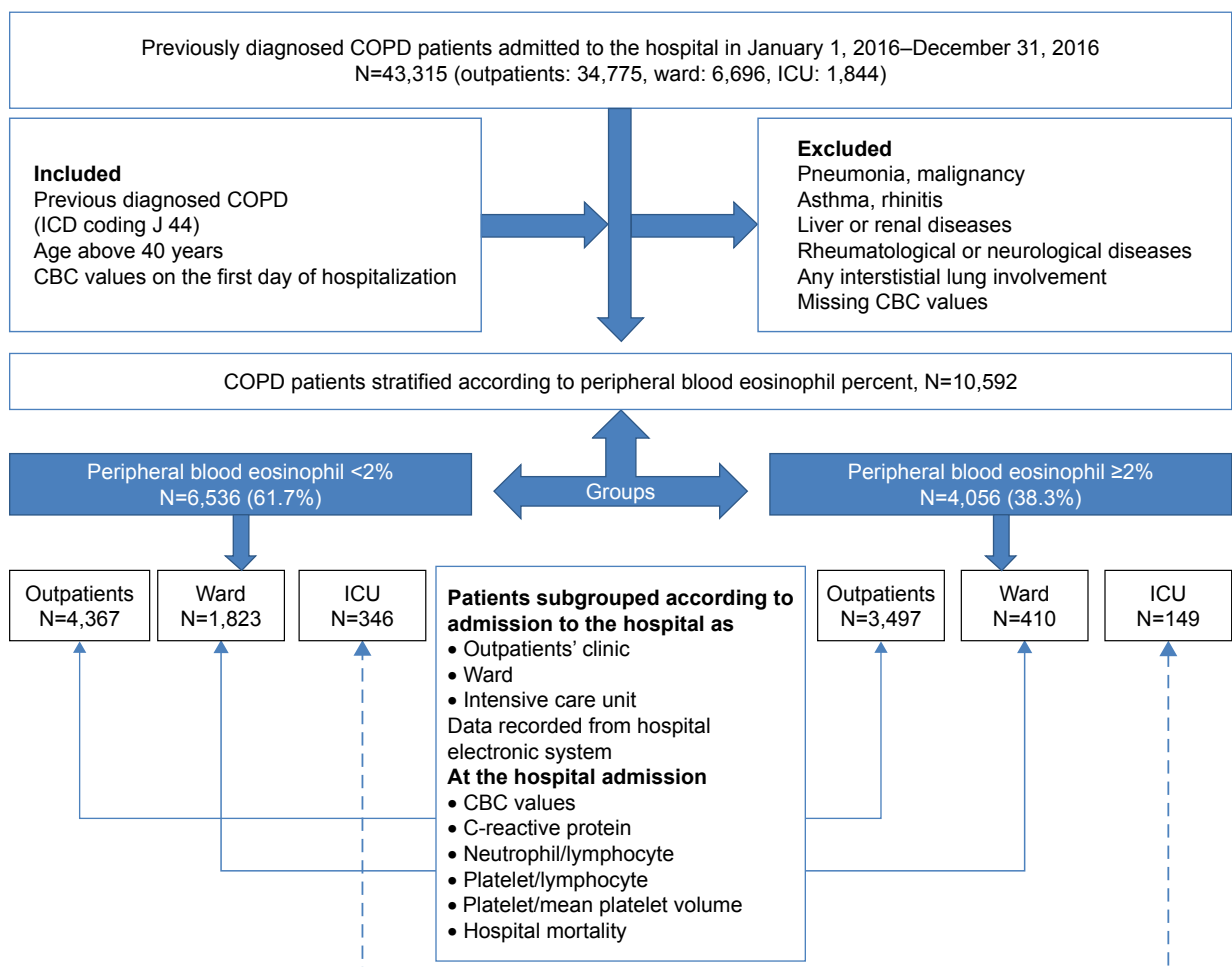 Previously diagnosed COPD patients admitted to the hospital in January 1, 2016–December 31, 2016
N=43,315 (outpatients: 34,775, ward: 6,696, ICU: 1,844)
Included
Previous diagnosed COPD
(ICD coding J 44)
Age above 40 years
CBC values on the first day of hospitalization
Excluded
Pneumonia, malignancy
Asthma, rhinitis
Liver or renal diseases
Rheumatological or neurological diseases
Any interstistial lung involvement
Missing CBC values
COPD patients stratified according to peripheral blood eosinophil percent, N=10,592
Peripheral blood eosinophil <2%
N=6,536 (61.7%)
Groups
Peripheral blood eosinophil ≥2%
N=4,056 (38.3%)
Outpatients
N=4,367
Ward
N=1,823
ICU
N=346
Patients subgrouped according to
admission to the hospital as
• Outpatients’ clinic
• Ward
• Intensive care unit
Data recorded from hospital
electronic system
At the hospital admission
• CBC values
• C-reactive protein
• Neutrophil/lymphocyte
• Platelet/lymphocyte
• Platelet/mean platelet volume
• Hospital mortality
Outpatients
N=3,497
Ward
N=410
ICU
N=149